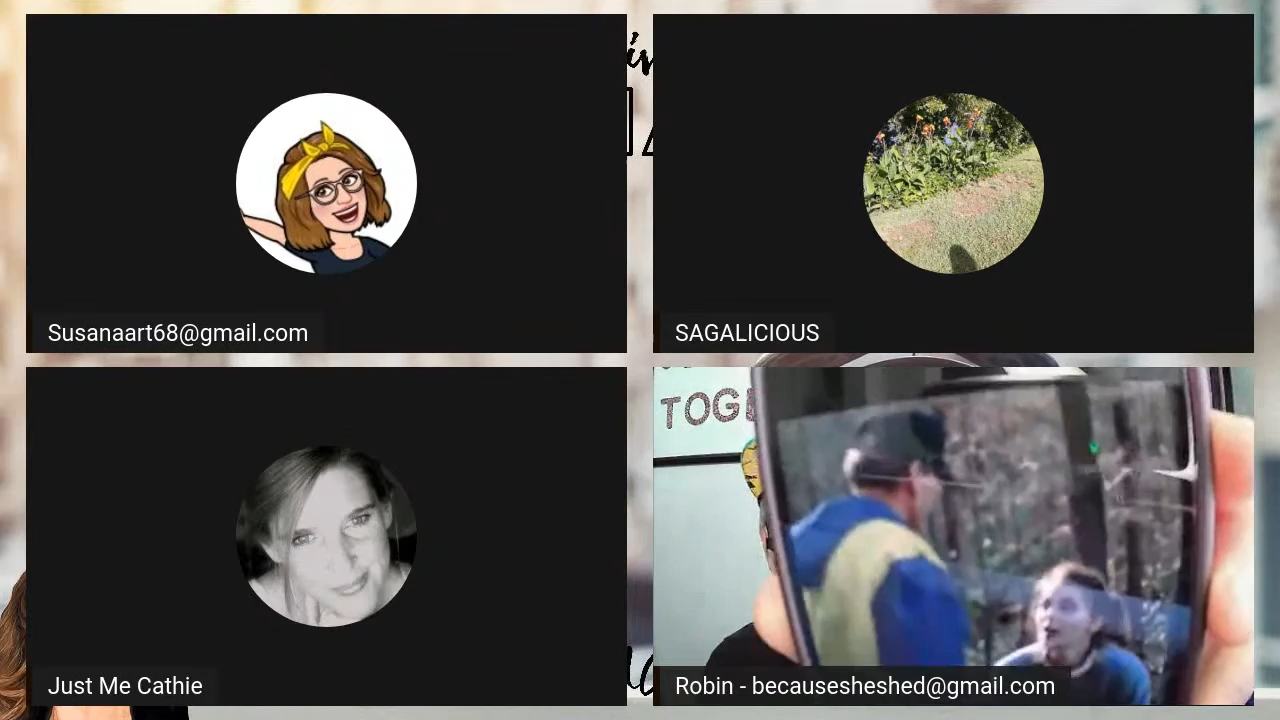 Susanaart68@gmail.com
SAGALICIOUS
TOGE
Just Me Cathie
Robin - becausesheshed@gmail.com